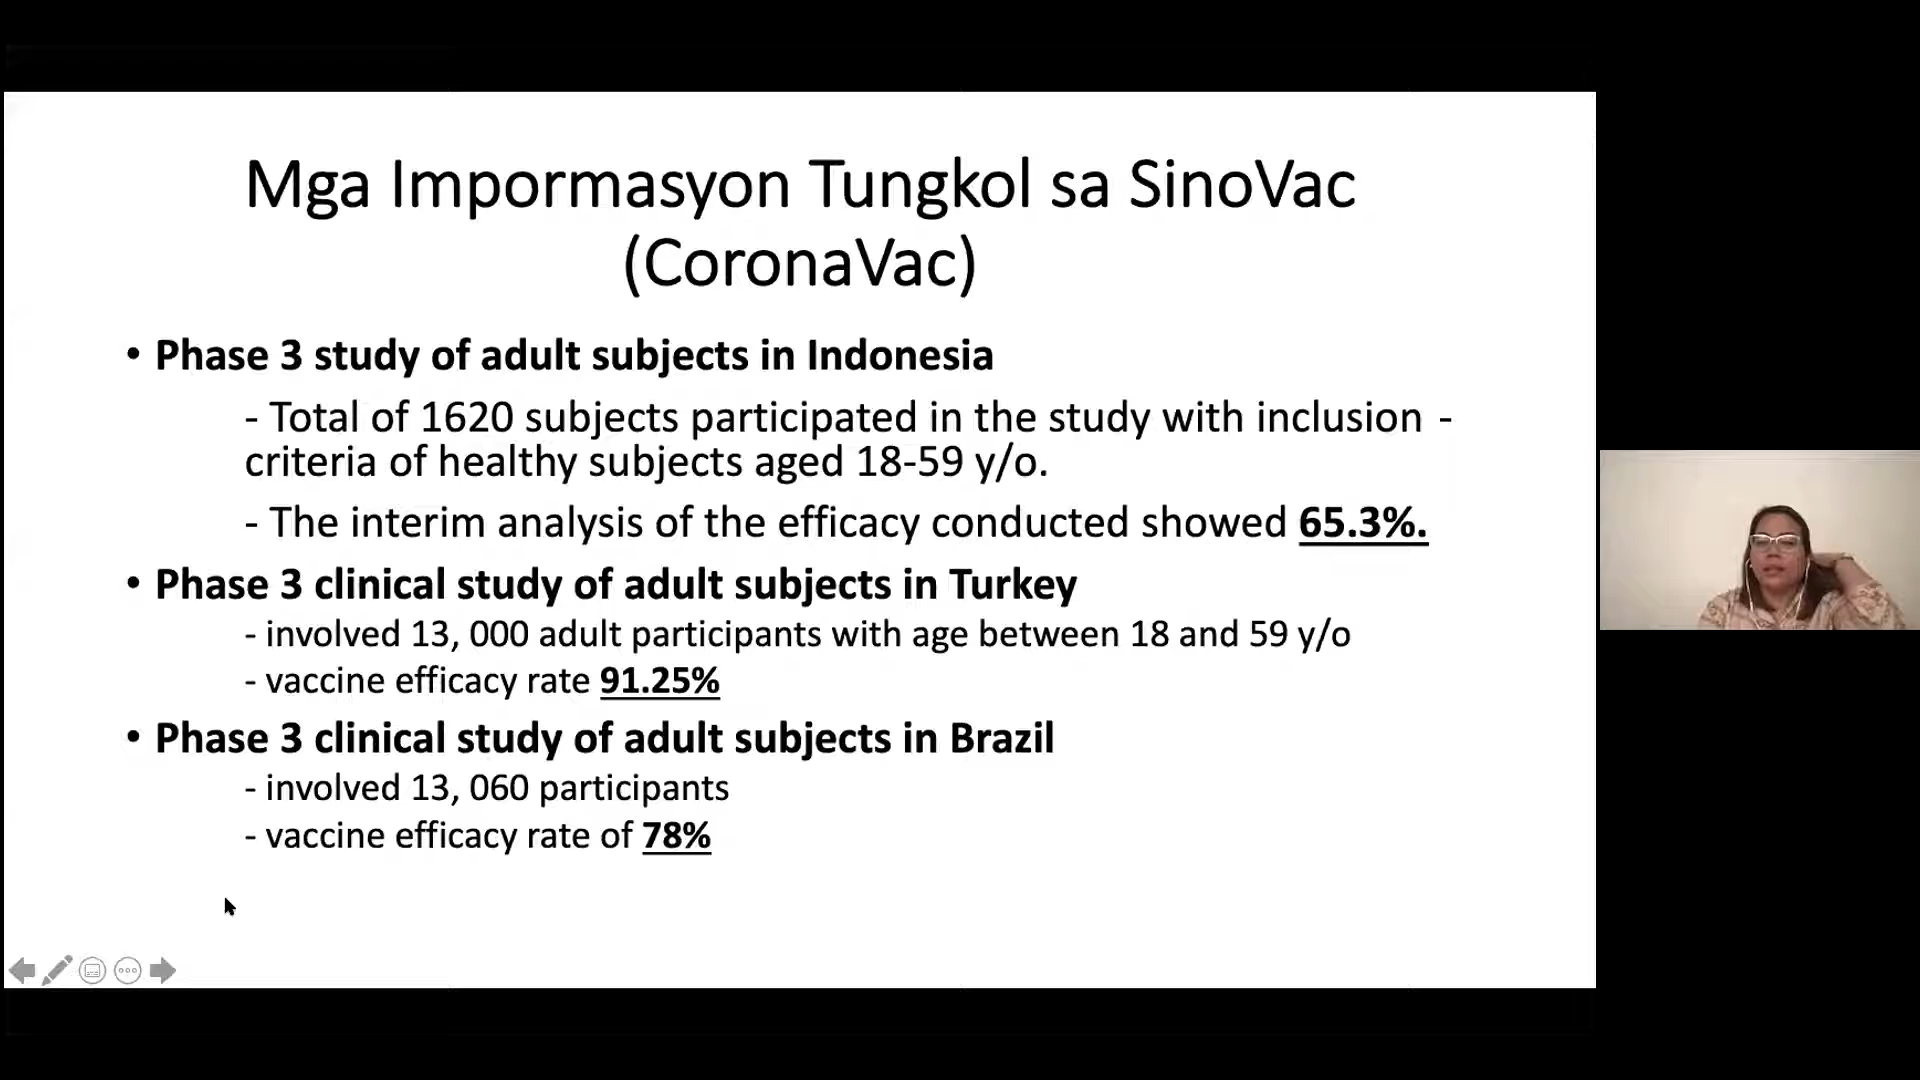 Mga Impormasyon Tungkol sa SinoVac
(CoronaVac)
• Phase 3 study of adult subjects in Indonesia
- Total of 1620 subjects participated in the study with inclusion -
criteria of healthy subjects aged 18-59 y/o.
- The interim analysis of the efficacy conducted showed 65.3%.
• Phase 3 clinical study of adult subjects in Turkey
- involved 13, 000 adult participants with age between 18 and 59 y/o
- vaccine efficacy rate 91.25%
• Phase 3 clinical study of adult subjects in Brazil
- involved 13, 060 participants
- vaccine efficacy rate of 78%